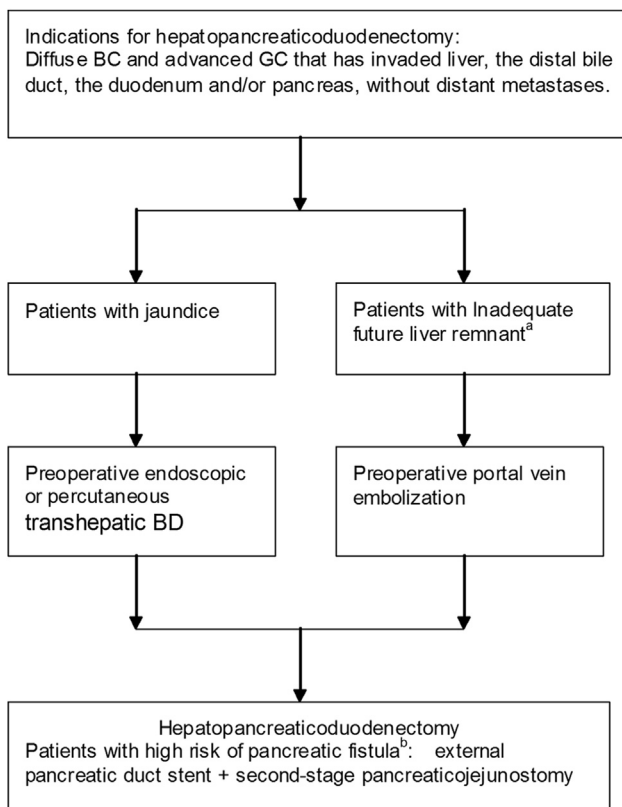 Indications for hepatopancreaticoduodenectomy:
Diffuse BC and advanced GC that has invaded liver, the distal bile
duct, the duodenum and/or pancreas, without distant metastases.
Patients with jaundice
Patients with Inadequate
future liver remnantᵃ
Preoperative endoscopic
or percutaneous
transhepatic BD
Preoperative portal vein
embolization
Hepatopancreaticoduodenectomy
Patients with high risk of pancreatic fistulaᵇ: external
pancreatic duct stent + second-stage pancreaticojejunostomy